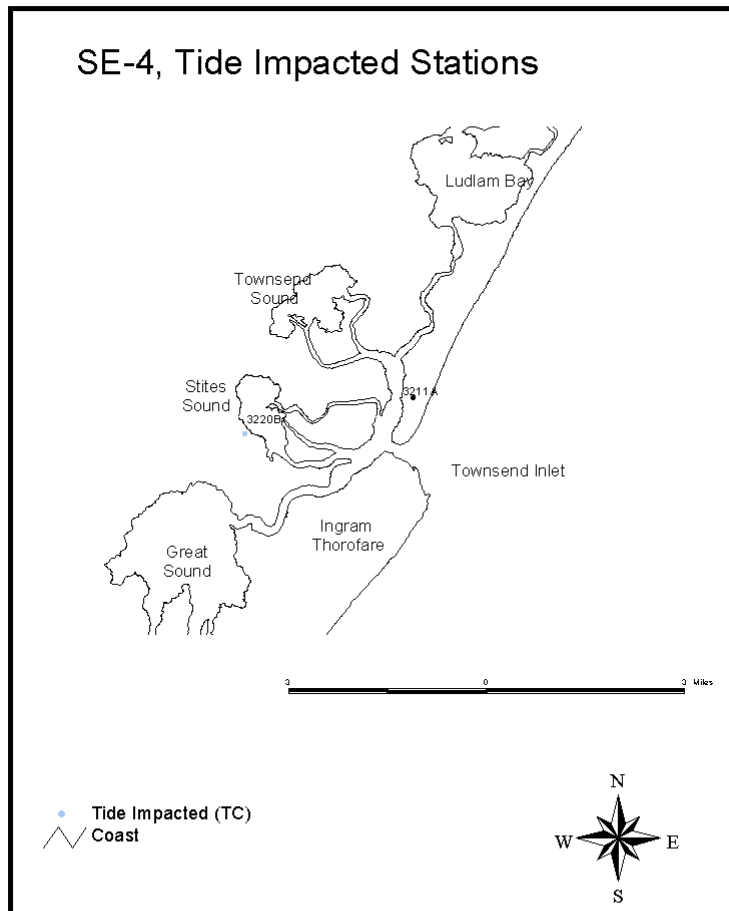 SE-4, Tide Impacted Stations
Ludlam Bay
Townsend
Sound
3211A
Stites
Sound
3220B
Townsend Inlet
Ingram
Thorofare
Great
Sound
3 0 3 Miles
Tide Impacted (TC)
Coast
N
W E
S